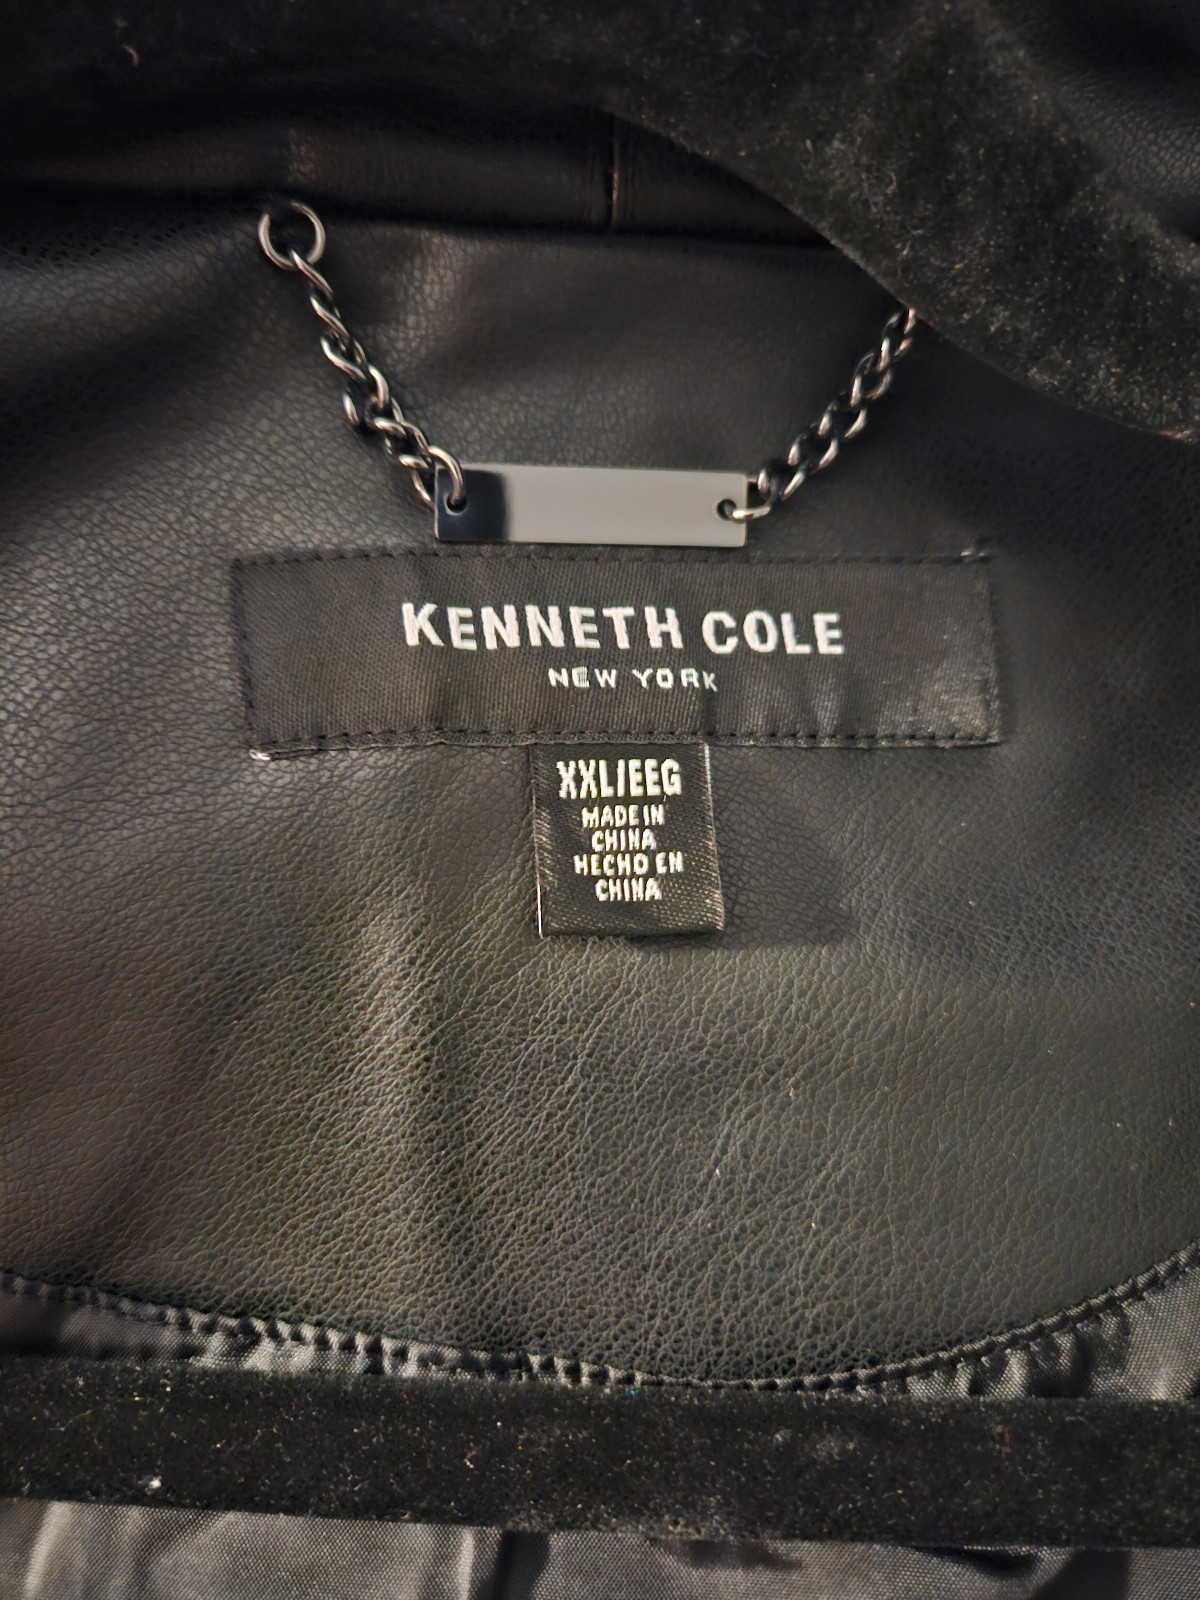 KENNETH COLE
NEW YORK
XXL/EEG
MADE IN
CHINA
HECHO EN
CHINA